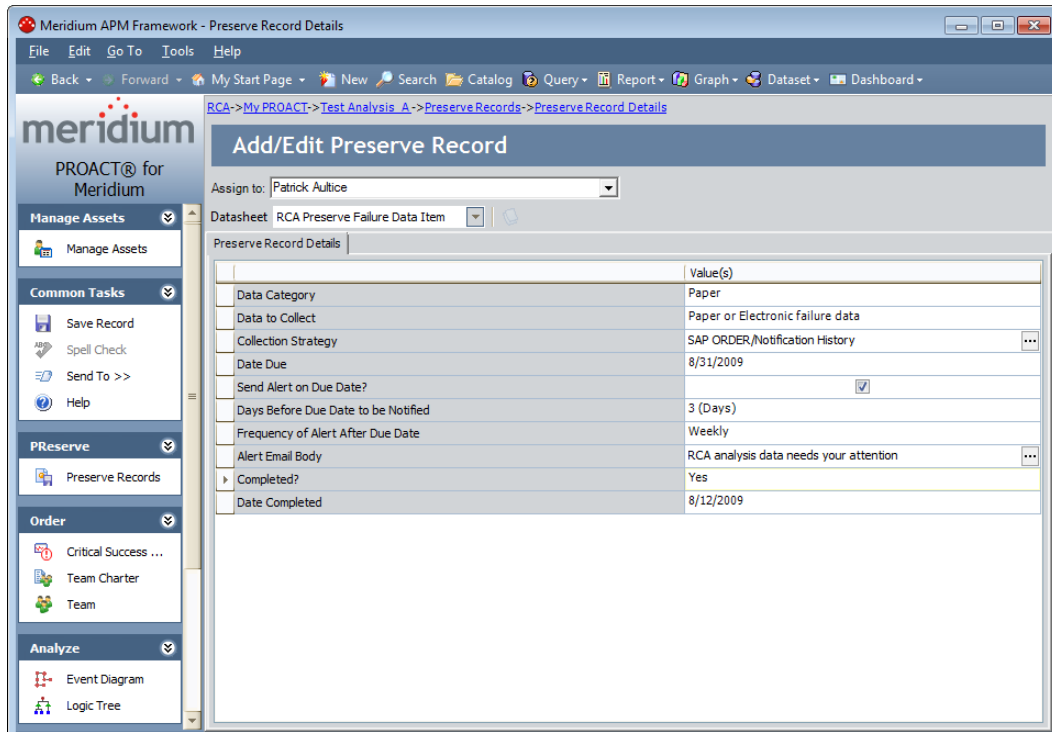 Meridium APM Framework - Preserve Record Details
File Edit Go To Tools Help
Back Forward My Start Page New Search Catalog Query Report Graph Dataset Dashboard
meridium
PROACT® for
Meridium
Manage Assets
Manage Assets
Common Tasks
Save Record
ABC
Spell Check
Send To >>
Help
PReserve
Preserve Records
Order
Critical Success ...
Team Charter
Team
Analyze
Event Diagram
Logic Tree
RCA->My PROACT->Test Analysis_A->Preserve Records->Preserve Record Details
Add/Edit Preserve Record
Assign to: Patrick Aultice
Datasheet RCA Preserve Failure Data Item
Preserve Record Details
Value(s)
Data Category Paper
Data to Collect Paper or Electronic failure data
Collection Strategy SAP ORDER/Notification History ...
Date Due 8/31/2009
Send Alert on Due Date?
Days Before Due Date to be Notified 3 (Days)
Frequency of Alert After Due Date Weekly
Alert Email Body RCA analysis data needs your attention ...
Completed? Yes
Date Completed 8/12/2009